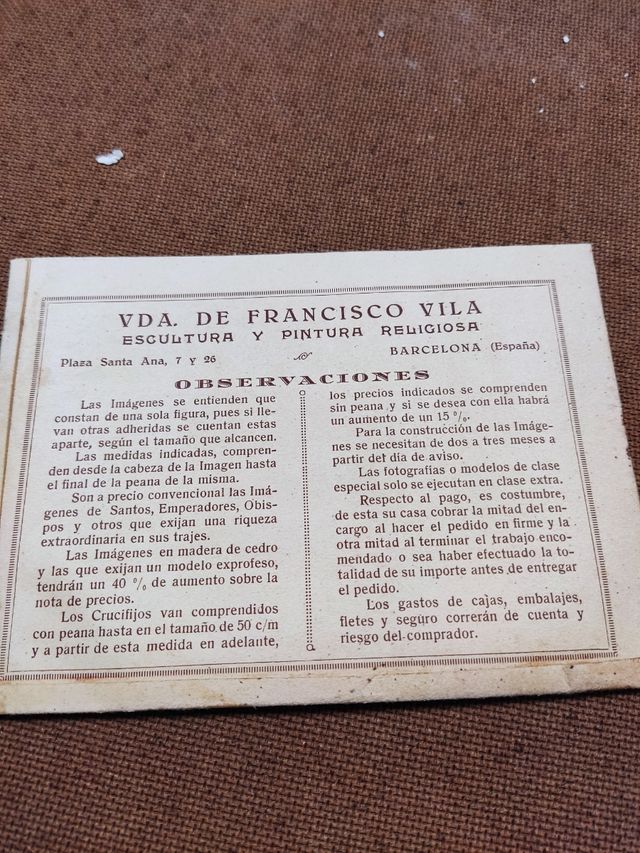 VDA. DE FRANCISCO VILA
ESCULTURA Y PINTURA RELIGIOSA
Plaza Santa Ana, 7 y 26
BARCELONA (España)
OBSERVACIONES
Las Imágenes se entienden que
constan de una sola figura, pues si lle-
van otras adheridas se cuentan estas
aparte, según el tamaño que alcancen.
Las medidas indicadas, compren-
den desde la cabeza de la Imagen hasta
el final de la peana de la misma.
Son a precio convencional las Imá-
genes de Santos, Emperadores, Obis-
pos y otros que exijan una riqueza
extraordinaria en sus trajes.
Las Imágenes en madera de cedro
y las que exijan un modelo exprofeso,
tendrán un 40 % de aumento sobre la
nota de precios.
Los Crucifijos van comprendidos
con peana hasta en el tamaño de 50 c/m
y a partir de esta medida en adelante,
los precios indicados se comprenden
sin peana y si se desea con ella habrá
un aumento de un 15 %.
Para la construcción de las Imáge-
nes se necesitan de dos a tres meses a
partir del día de aviso.
Las fotografías o modelos de clase
especial solo se ejecutan en clase extra.
Respecto al pago, es costumbre,
de esta su casa cobrar la mitad del en-
cargo al hacer el pedido en firme y la
otra mitad al terminar el trabajo enco-
mendado o sea haber efectuado la to-
talidad de su importe antes de entregar
el pedido.
Los gastos de cajas, embalajes,
fletes y seguro correrán de cuenta y
riesgo del comprador.